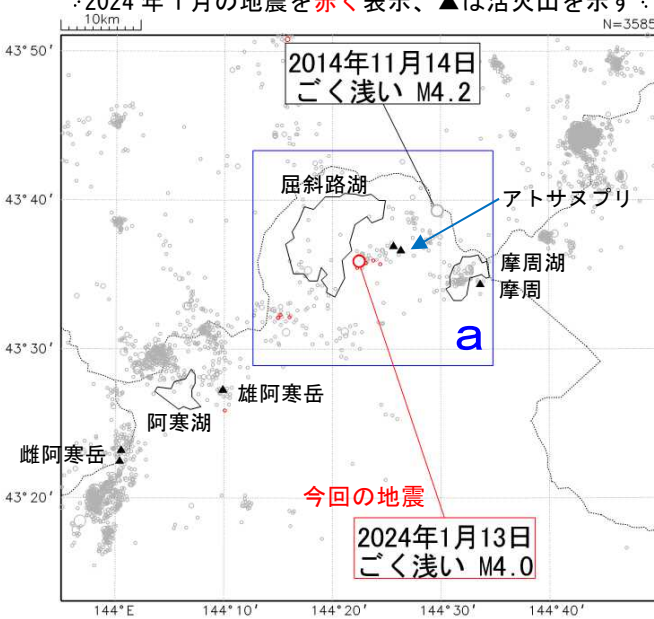 2024年1月の地震を赤く表示、▲は活火山を示す
10km
N=3585
43°50′
2014年11月14日
ごく浅い M4.2
屈斜路湖
43°40′
アトサヌプリ
摩周湖
摩周
a
43°30′
雄阿寒岳
阿寒湖
雌阿寒岳
43°20′
今回の地震
2024年1月13日
ごく浅い M4.0
144°E
144°10′
144°20′
144°30′
144°40′